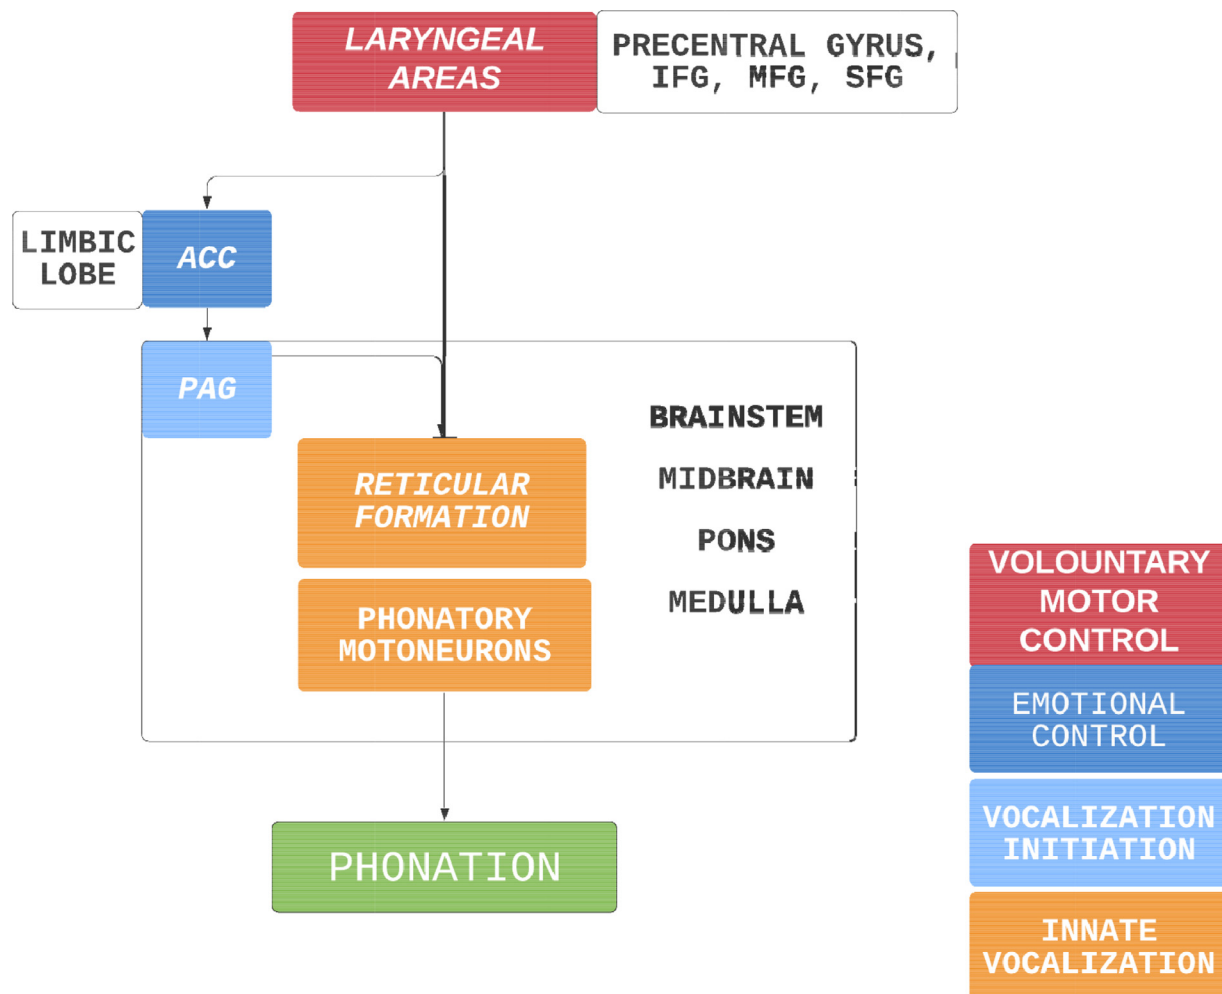 LARYNGEAL
AREAS
PRECENTRAL GYRUS,
IFG, MFG, SFG
LIMBIC
LOBE
ACC
PAG
BRAINSTEM
MIDBRAIN
PONS
MEDULLA
RETICULAR
FORMATION
PHONATORY
MOTONEURONS
PHONATION
VOLOUNTARY
MOTOR
CONTROL
EMOTIONAL
CONTROL
VOCALIZATION
INITIATION
INNATE
VOCALIZATION